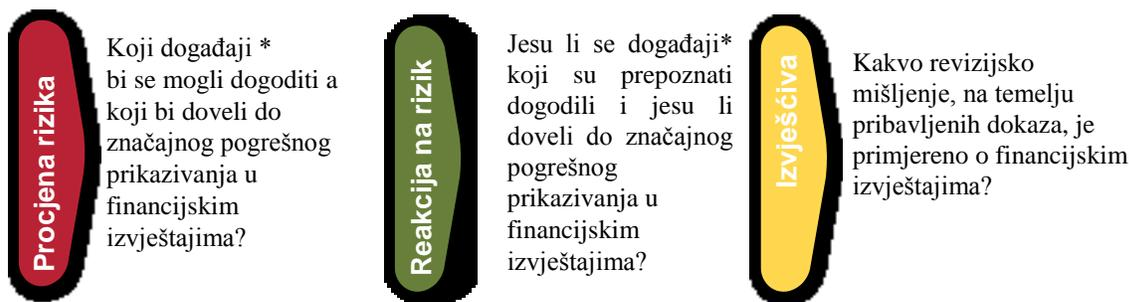 Procjena rizika
Koji događaji *
bi se mogli dogoditi a
koji bi doveli do
značajnog pogrešnog
prikazivanja u
financijskim
izvještajima?
Reakcija na rizik
Jesu li se događaji*
koji su prepoznati
dogodili i jesu li
doveli do značajnog
pogrešnog
prikazivanja u
financijskim
izvještajima?
Izvješćiva
Kakvo revizijsko
mišljenje, na temelju
pribavljenih dokaza, je
primjereno o financijskim
izvještajima?